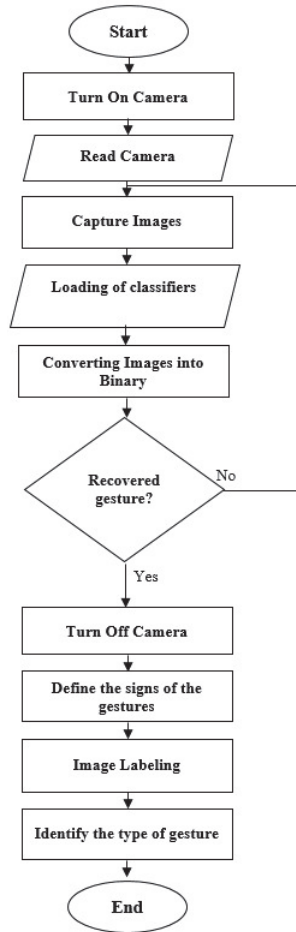 Start
Turn On Camera
Read Camera
Capture Images
Loading of classifiers
Converting Images into
Binary
Recovered
gesture?
No
Yes
Turn Off Camera
Define the signs of the
gestures
Image Labeling
Identify the type of gesture
End